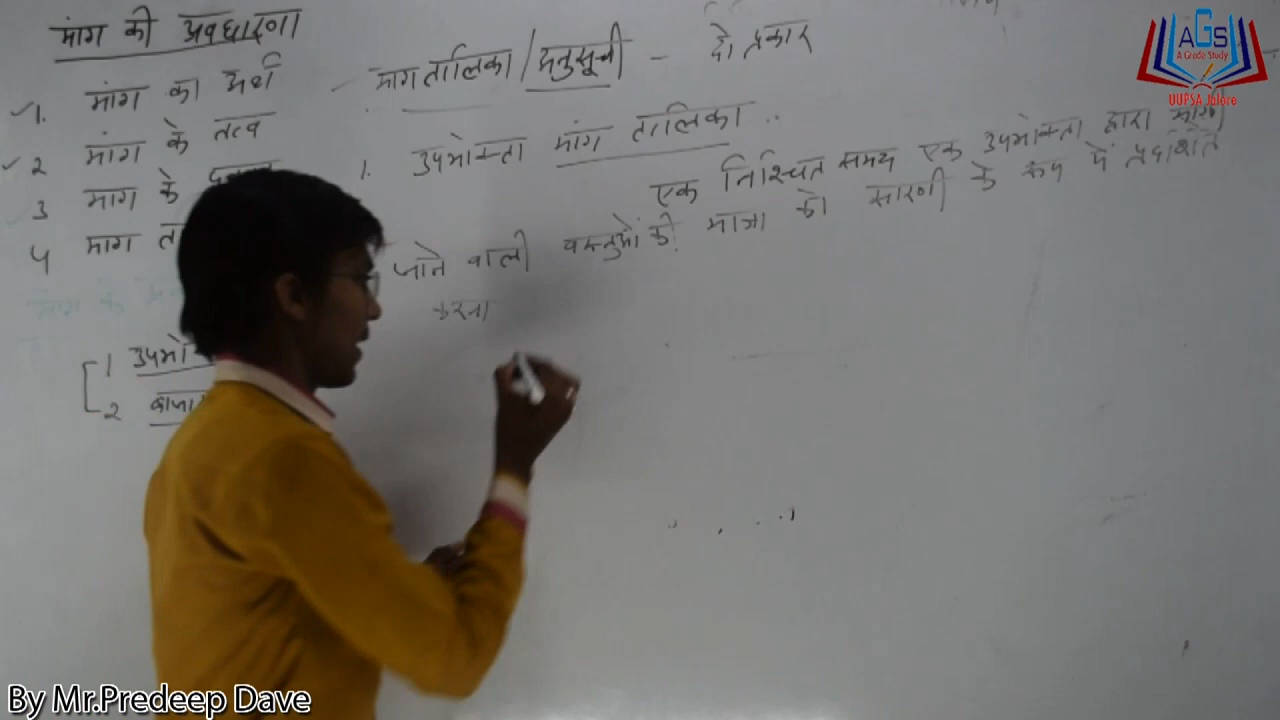 मांग की अवधारणा
1. मांग का अर्थ
2 मांग के तत्व
3 मांग के
4 मांग ता
1 उपभो
2 बाजा
मांग तालिका / अनुसूची - दो प्रकार
1. उपभोक्ता मांग तालिका ..
एक निश्चित समय एक उपभोक्ता द्वारा मांगी
जाने वाली वस्तुओं की मात्रा को सारणी के रूप में प्रदर्शित
करना
AGS
A Grade Study
UUPSA Jalore
By Mr.Predeep Dave